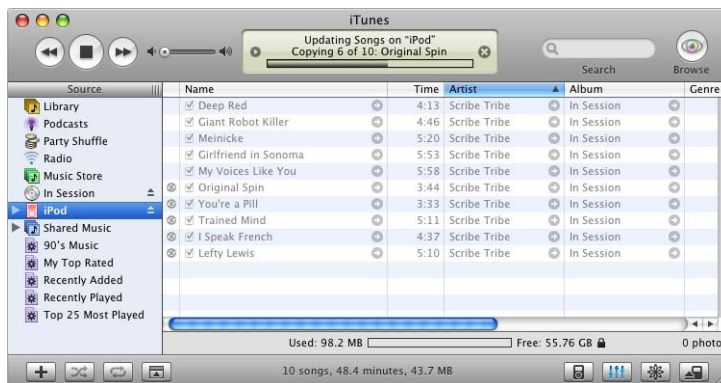 iTunes
Updating Songs on "iPod"
Copying 6 of 10: Original Spin
Search
Browse
Source
Name Time Artist Album Genre
Library
Podcasts
Party Shuffle
Radio
Music Store
In Session
iPod
Shared Music
90's Music
My Top Rated
Recently Added
Recently Played
Top 25 Most Played
Deep Red 4:13 Scribe Tribe In Session
Giant Robot Killer 4:46 Scribe Tribe In Session
Meinicke 5:20 Scribe Tribe In Session
Girlfriend in Sonoma 5:53 Scribe Tribe In Session
My Voices Like You 5:58 Scribe Tribe In Session
Original Spin 3:44 Scribe Tribe In Session
You're a Pill 3:33 Scribe Tribe In Session
Trained Mind 5:11 Scribe Tribe In Session
I Speak French 4:37 Scribe Tribe In Session
Lefty Lewis 5:10 Scribe Tribe In Session
Used: 98.2 MB Free: 55.76 GB 0 photo
10 songs, 48.4 minutes, 43.7 MB